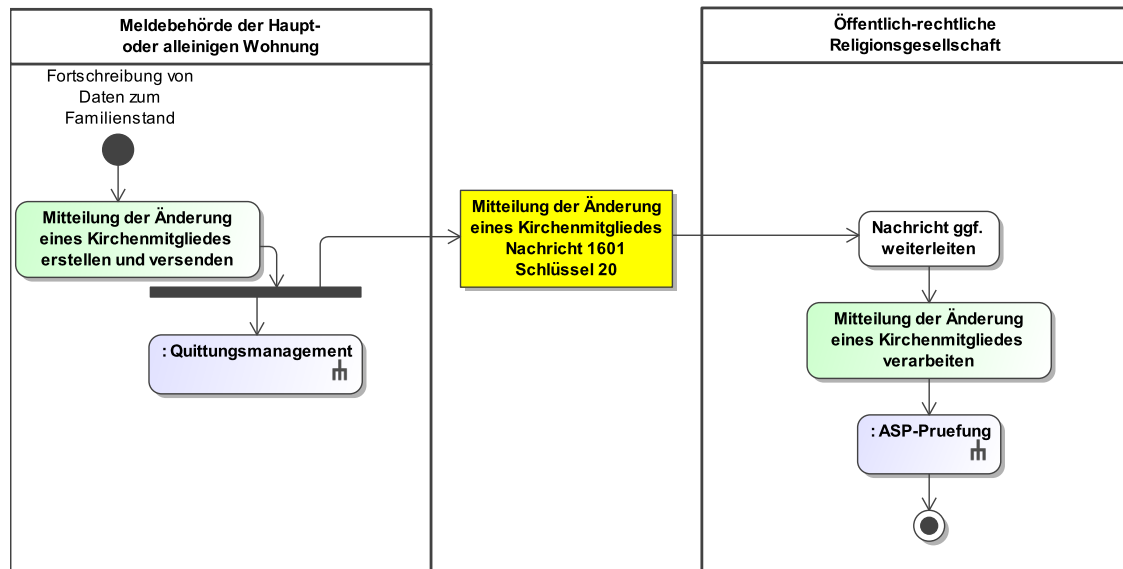 Meldebehörde der Haupt-
oder alleinigen Wohnung
Fortschreibung von
Daten zum
Familienstand
Mitteilung der Änderung
eines Kirchenmitgliedes
erstellen und versenden
: Quittungsmanagement
Mitteilung der Änderung
eines Kirchenmitgliedes
Nachricht 1601
Schlüssel 20
Öffentlich-rechtliche
Religionsgesellschaft
Nachricht ggf.
weiterleiten
Mitteilung der Änderung
eines Kirchenmitgliedes
verarbeiten
: ASP-Pruefung